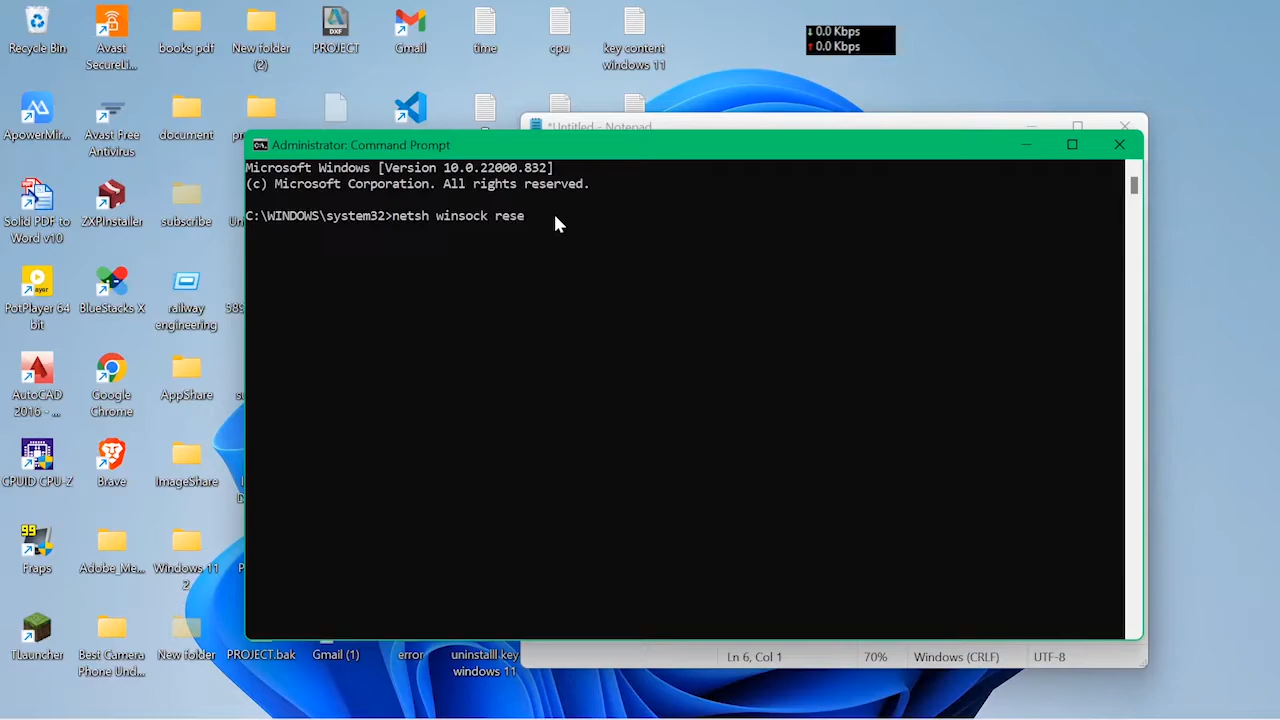 Recycle Bin
Avast
SecureLi...
books pdf
New folder
(2)
PROJECT
Gmail
time
cpu
key content
windows 11
↓ 0.0 Kbps
↑ 0.0 Kbps
ApowerMir...
Avast Free
Antivirus
document
*Untitled - Notepad
Administrator: Command Prompt
Microsoft Windows [Version 10.0.22000.832]
(c) Microsoft Corporation. All rights reserved.
C:\WINDOWS\system32>netsh winsock rese
Solid PDF to
Word v10
ZXPInstaller
subscribe
PotPlayer 64
bit
BlueStacks X
railway
engineering
AutoCAD
2016 - ...
Google
Chrome
AppShare
CPUID CPU-Z
Brave
ImageShare
99
Fraps
Adobe_Me...
Windows 11
2
TLauncher
Best Camera
Phone Und...
New folder
PROJECT.bak
Gmail (1)
error
uninstalll key
windows 11
Ln 6, Col 1
70%
Windows (CRLF)
UTF-8